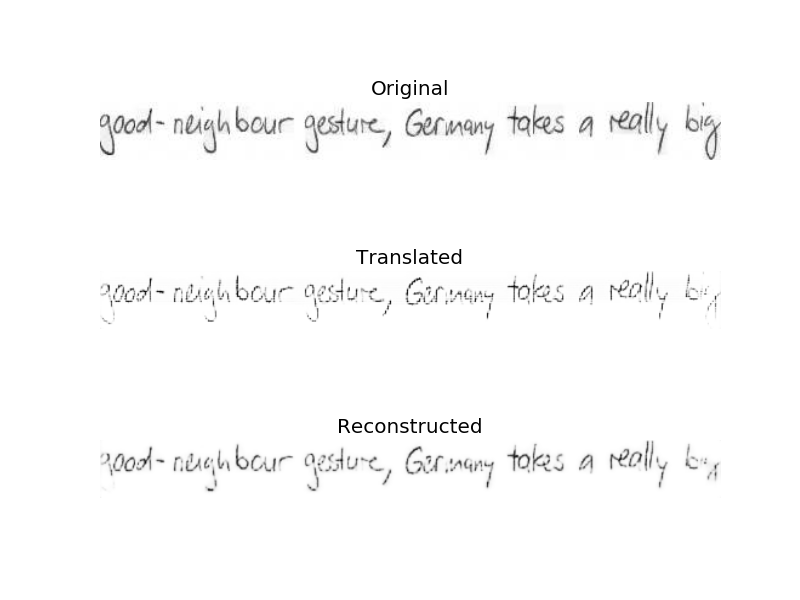 Original
good-neighbour gesture, Germany takes a really big
Translated
good-neighbour gesture, Germany takes a really big
Reconstructed
good-neighbour gesture, Germany takes a really